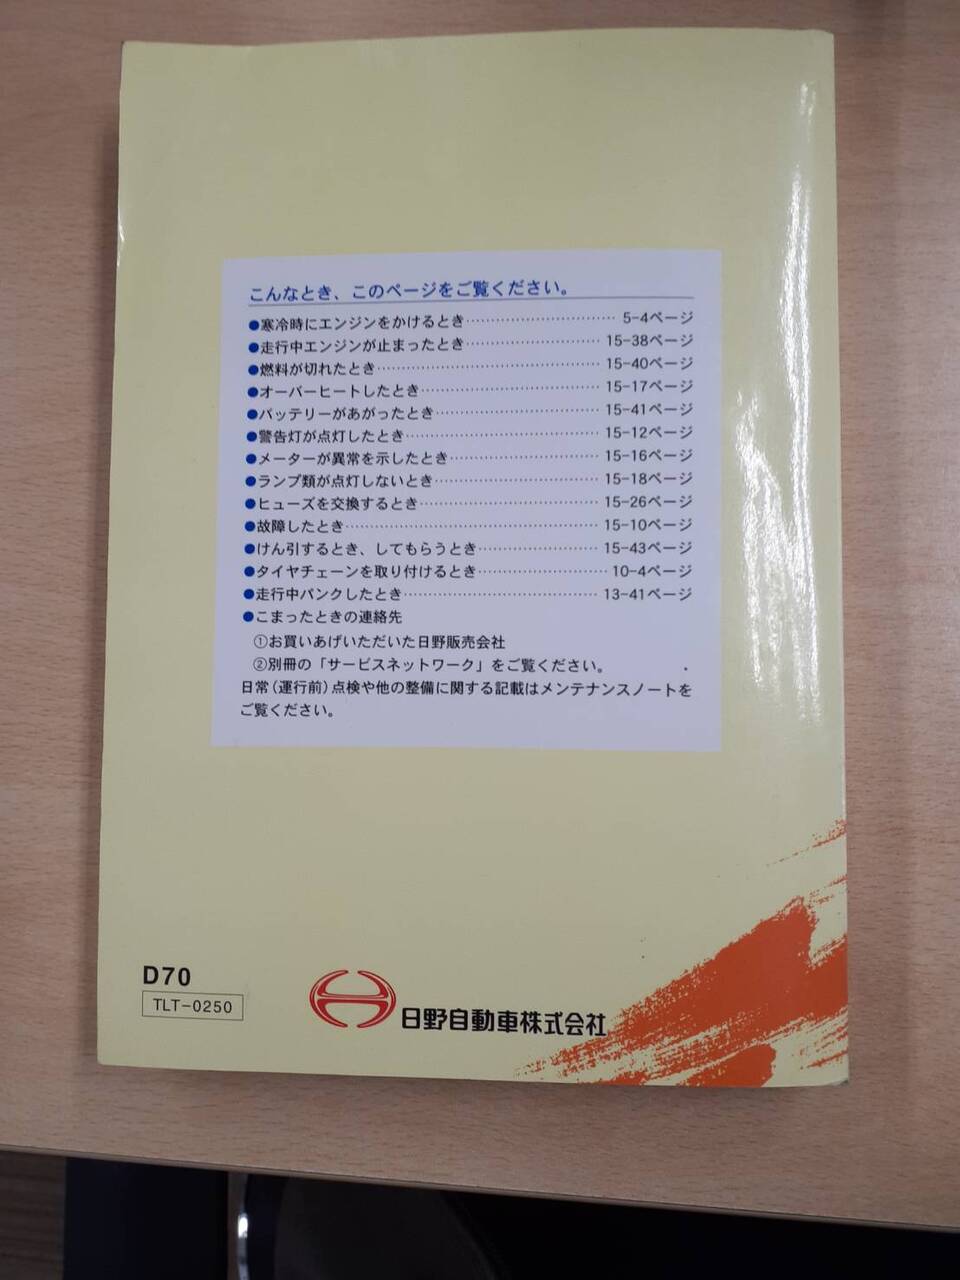 こんなとき、このページをご覧ください。
●寒冷時にエンジンをかけるとき‥‥‥‥‥‥‥‥‥‥5-4ページ
●走行中エンジンが止まったとき‥‥‥‥‥‥‥‥‥15-38ページ
●燃料が切れたとき‥‥‥‥‥‥‥‥‥‥‥‥‥‥15-40ページ
●オーバーヒートしたとき‥‥‥‥‥‥‥‥‥‥‥‥15-17ページ
●バッテリーがあがったとき‥‥‥‥‥‥‥‥‥‥‥15-41ページ
●警告灯が点灯したとき‥‥‥‥‥‥‥‥‥‥‥‥‥15-12ページ
●メーターが異常を示したとき‥‥‥‥‥‥‥‥‥‥15-16ページ
●ランプ類が点灯しないとき‥‥‥‥‥‥‥‥‥‥‥15-18ページ
●ヒューズを交換するとき‥‥‥‥‥‥‥‥‥‥‥‥15-26ページ
●故障したとき‥‥‥‥‥‥‥‥‥‥‥‥‥‥‥‥15-10ページ
●けん引するとき、してもらうとき‥‥‥‥‥‥‥‥15-43ページ
●タイヤチェーンを取り付けるとき‥‥‥‥‥‥‥‥10-4ページ
●走行中パンクしたとき‥‥‥‥‥‥‥‥‥‥‥‥‥13-41ページ
●こまったときの連絡先
①お買いあげいただいた日野販売会社
②別冊の「サービスネットワーク」をご覧ください。
日常(運行前)点検や他の整備に関する記載はメンテナンスノートを
ご覧ください。
D70
TLT-0250
日野自動車株式会社